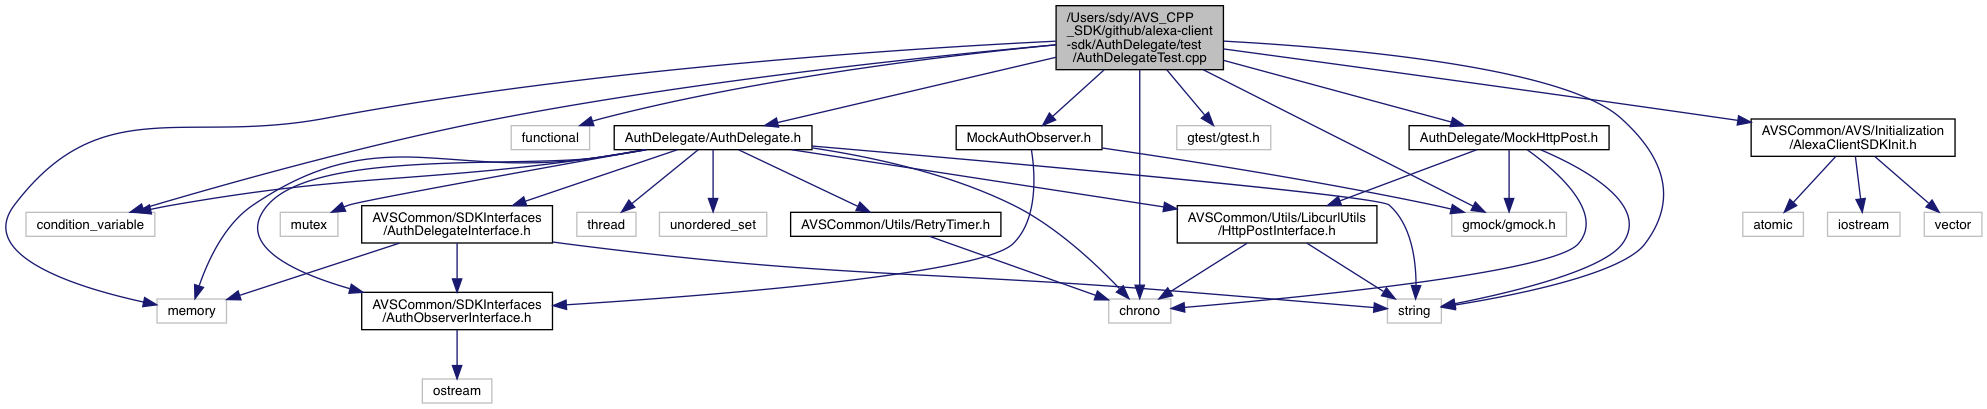 /Users/sdy/AVS_CPP
_SDK/github/alexa-client
-sdk/AuthDelegate/test
/AuthDelegateTest.cpp
functional
AuthDelegate/AuthDelegate.h
MockAuthObserver.h
gtest/gtest.h
AuthDelegate/MockHttpPost.h
AVSCommon/AVS/Initialization
/AlexaClientSDKInit.h
condition_variable
mutex
AVSCommon/SDKInterfaces
/AuthDelegateInterface.h
thread
unordered_set
AVSCommon/Utils/RetryTimer.h
AVSCommon/Utils/LibcurlUtils
/HttpPostInterface.h
gmock/gmock.h
atomic
iostream
vector
memory
AVSCommon/SDKInterfaces
/AuthObserverInterface.h
chrono
string
ostream